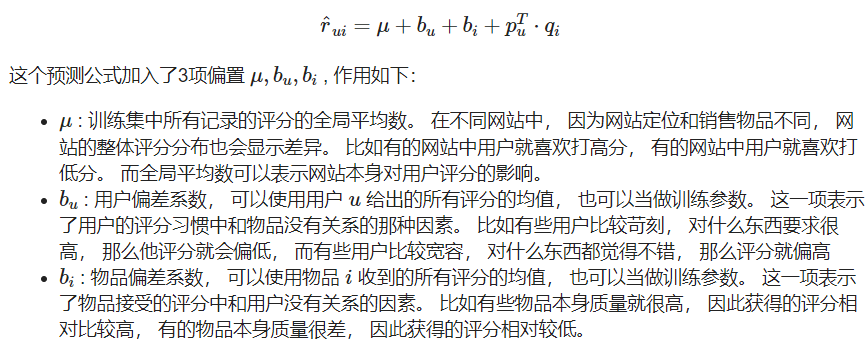 r̂ui = μ + bu + bi + puT · qi
这个预测公式加入了3项偏置 μ, bu, bi , 作用如下：
• μ : 训练集中所有记录的评分的全局平均数。 在不同网站中， 因为网站定位和销售物品不同， 网
站的整体评分分布也会显示差异。 比如有的网站中用户就喜欢打高分， 有的网站中用户就喜欢打
低分。 而全局平均数可以表示网站本身对用户评分的影响。
• bu : 用户偏差系数， 可以使用用户 u 给出的所有评分的均值， 也可以当做训练参数。 这一项表示
了用户的评分习惯中和物品没有关系的那种因素。 比如有些用户比较苛刻， 对什么东西要求很
高， 那么他评分就会偏低， 而有些用户比较宽容， 对什么东西都觉得不错， 那么评分就偏高
• bi : 物品偏差系数， 可以使用物品 i 收到的所有评分的均值， 也可以当做训练参数。 这一项表示
了物品接受的评分中和用户没有关系的因素。 比如有些物品本身质量就很高， 因此获得的评分相
对比较高， 有的物品本身质量很差， 因此获得的评分相对较低。